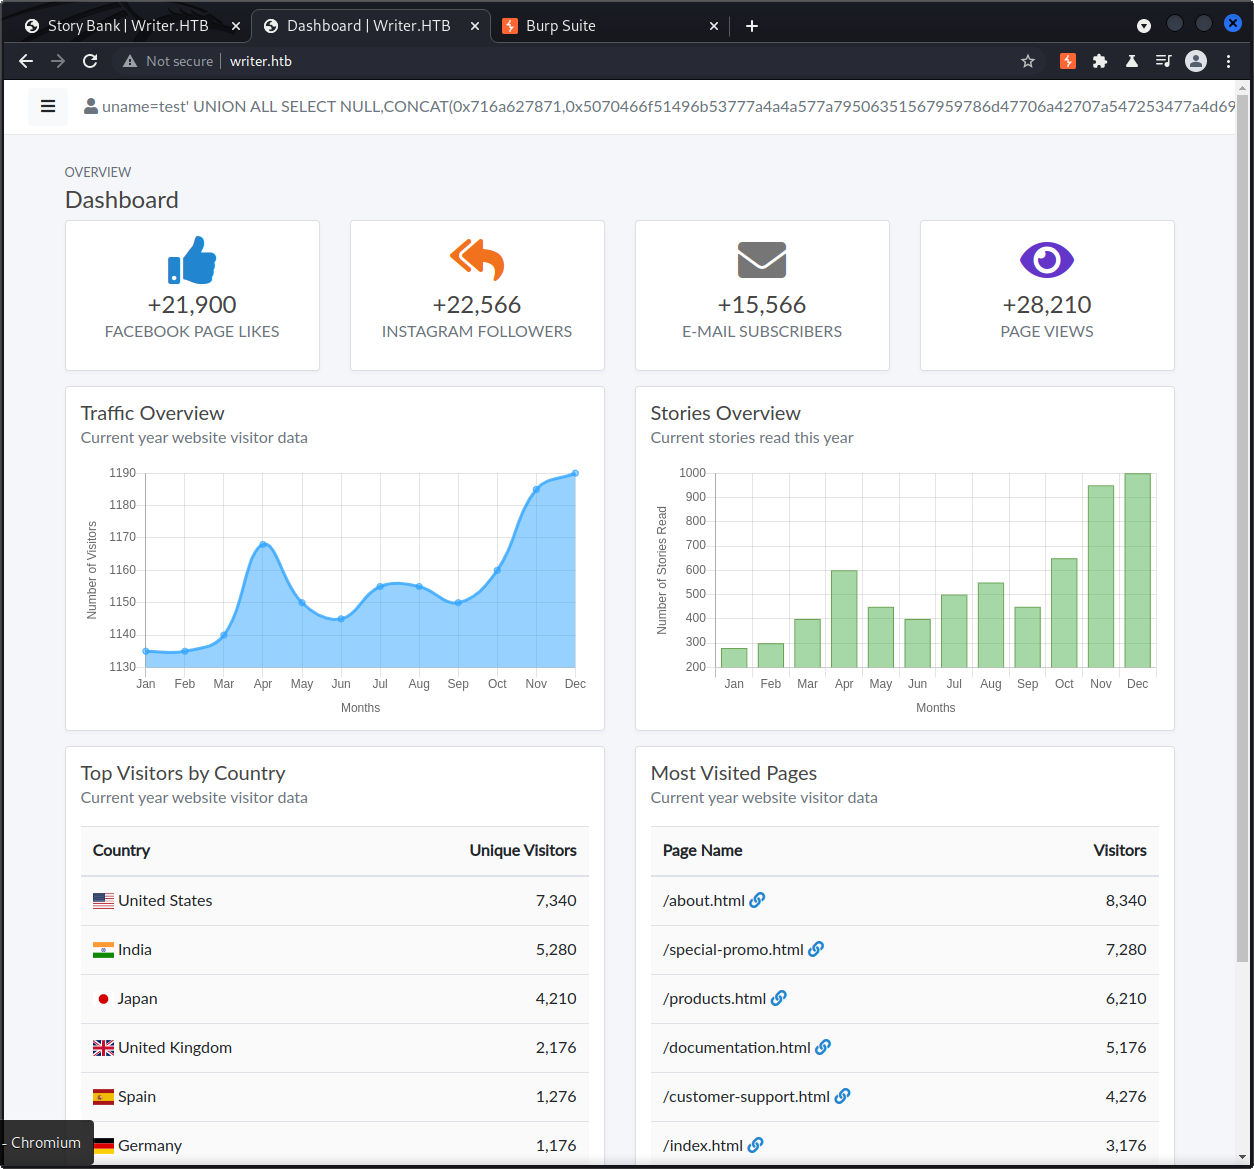 Story Bank | Writer.HTB
Dashboard | Writer.HTB
Burp Suite
Not secure
writer.htb
uname=test' UNION ALL SELECT NULL,CONCAT(0x716a627871,0x5070466f51496b53777a4a4a577a79506351567959786d47706a42707a547253477a4d69
OVERVIEW
Dashboard
+21,900
FACEBOOK PAGE LIKES
+22,566
INSTAGRAM FOLLOWERS
+15,566
E-MAIL SUBSCRIBERS
+28,210
PAGE VIEWS
Traffic Overview
Current year website visitor data
1190
1180
1170
1160
1150
1140
1130
Number of Visitors
Jan Feb Mar Apr May Jun Jul Aug Sep Oct Nov Dec
Months
Stories Overview
Current stories read this year
1000
900
800
700
600
500
400
300
200
Number of Stories Read
Jan Feb Mar Apr May Jun Jul Aug Sep Oct Nov Dec
Months
Top Visitors by Country
Current year website visitor data
Country Unique Visitors
United States 7,340
India 5,280
Japan 4,210
United Kingdom 2,176
Spain 1,276
Germany 1,176
Most Visited Pages
Current year website visitor data
Page Name Visitors
/about.html 8,340
/special-promo.html 7,280
/products.html 6,210
/documentation.html 5,176
/customer-support.html 4,276
/index.html 3,176
- Chromium